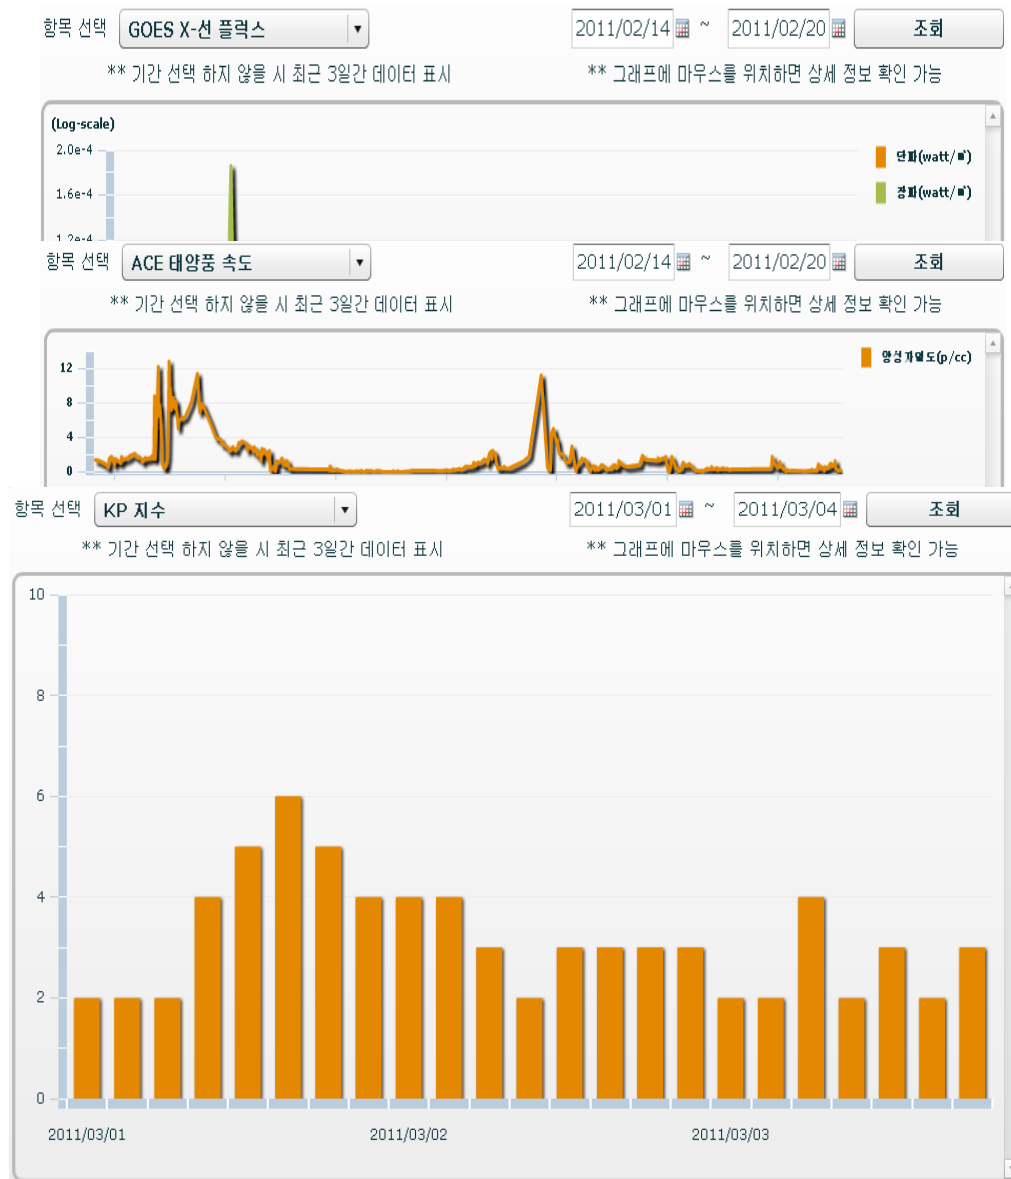 항목 선택 GOES X-선 플럭스 2011/02/14 ~ 2011/02/20 조회
** 기간 선택 하지 않을 시 최근 3일간 데이터 표시 ** 그래프에 마우스를 위치하면 상세 정보 확인 가능
(Log-scale)
2.0e-4
단파(watt/㎡)
1.6e-4
장파(watt/㎡)
1.2e-4
항목 선택 ACE 태양풍 속도 2011/02/14 ~ 2011/02/20 조회
** 기간 선택 하지 않을 시 최근 3일간 데이터 표시 ** 그래프에 마우스를 위치하면 상세 정보 확인 가능
양성자밀도(p/cc)
12
8
4
0
항목 선택 KP 지수 2011/03/01 ~ 2011/03/04 조회
** 기간 선택 하지 않을 시 최근 3일간 데이터 표시 ** 그래프에 마우스를 위치하면 상세 정보 확인 가능
10
8
6
4
2
0
2011/03/01 2011/03/02 2011/03/03